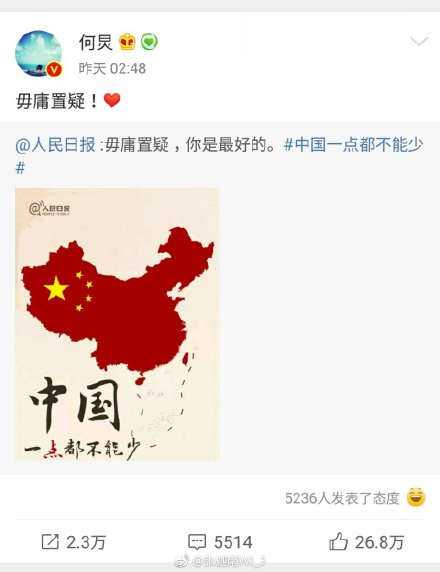 何炅
昨天 02:48
毋庸置疑！❤️
@人民日报 :毋庸置疑，你是最好的。#中国一点都不能少
#
@人民日报
PEOPLE'S DAILY
中国
一点都不能少
5236人发表了态度
2.3万
5514
26.8万